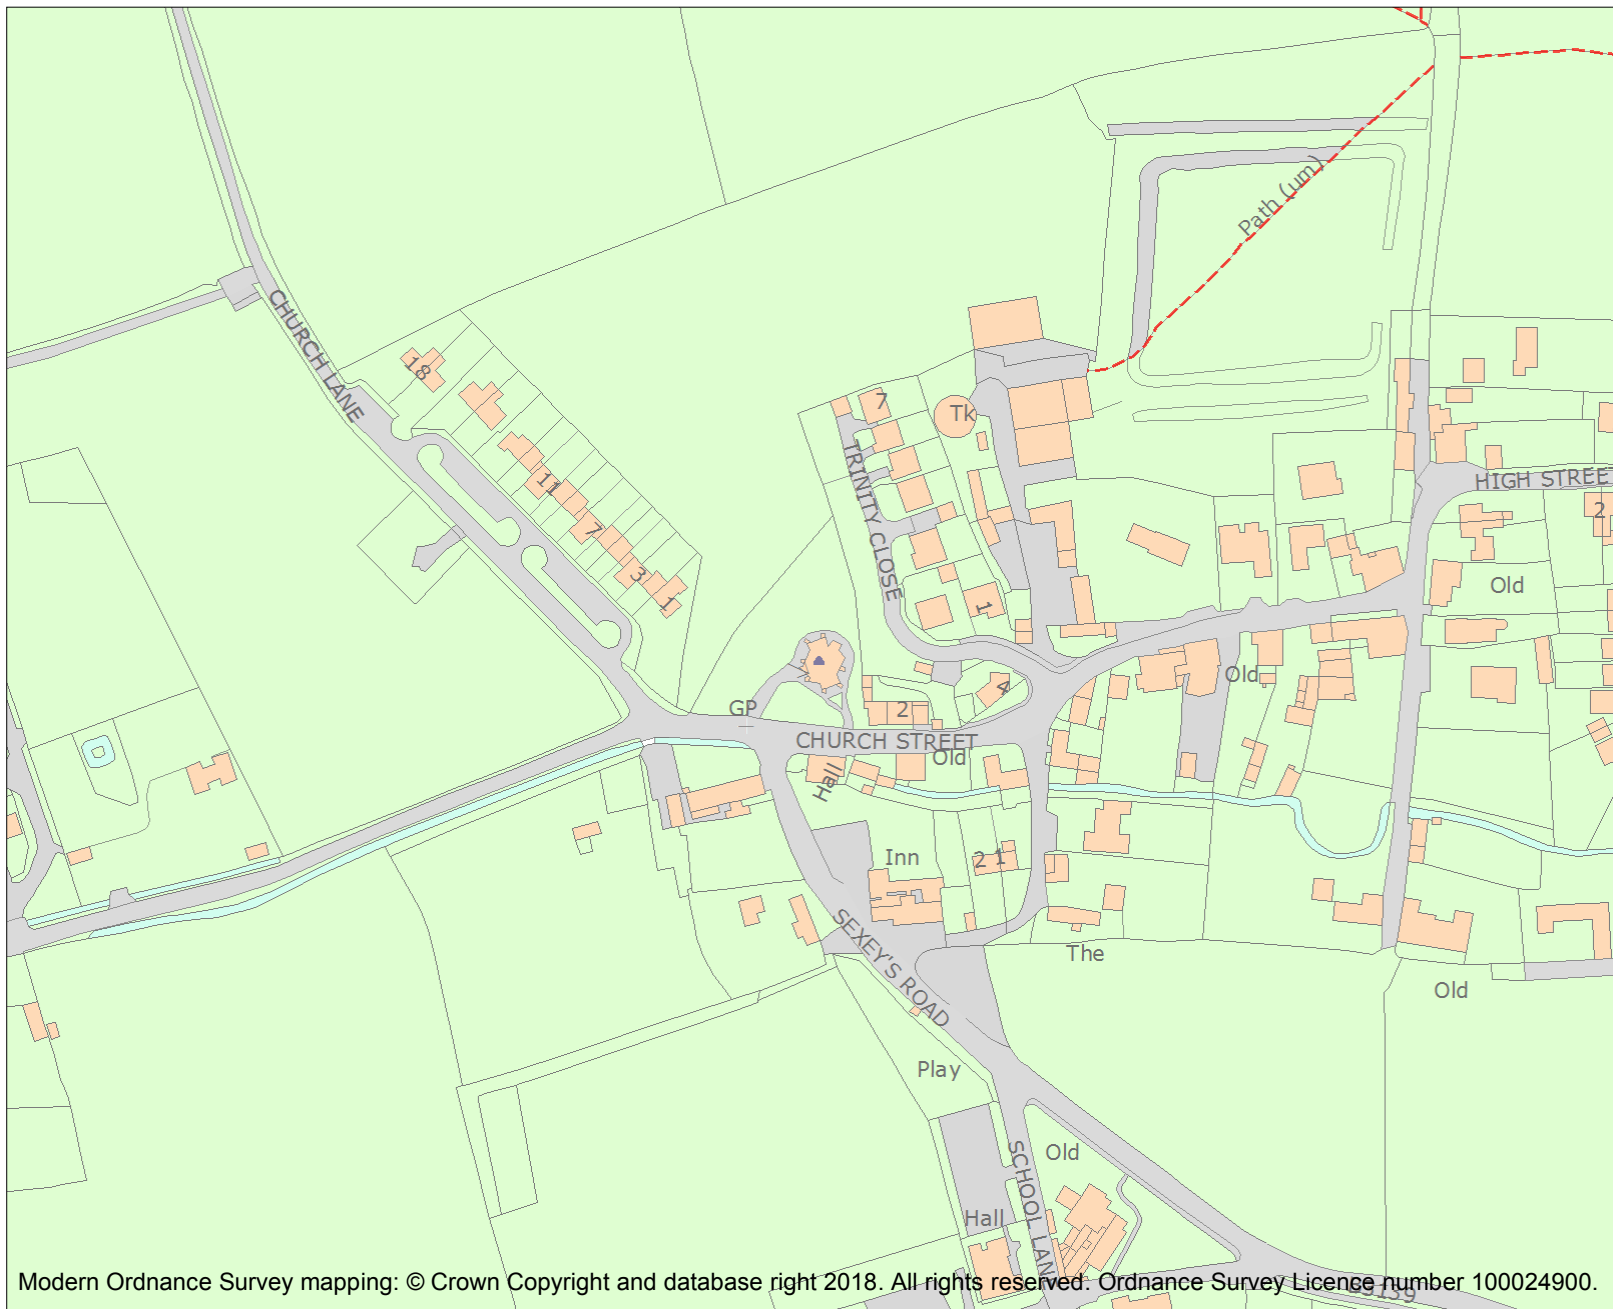 Path (um)
CHURCH LANE
18
7
Tk
TRINITY CLOSE
HIGH STREE
11
2
7
3
1
1
Old
Old
4
GP
2
CHURCH STREET
Old
Hall
Inn
2 1
SEXEY'S ROAD
The
Old
Play
SCHOOL LAN
Old
Hall
B3139
Modern Ordnance Survey mapping: © Crown Copyright and database right 2018. All rights reserved. Ordnance Survey Licence number 100024900.